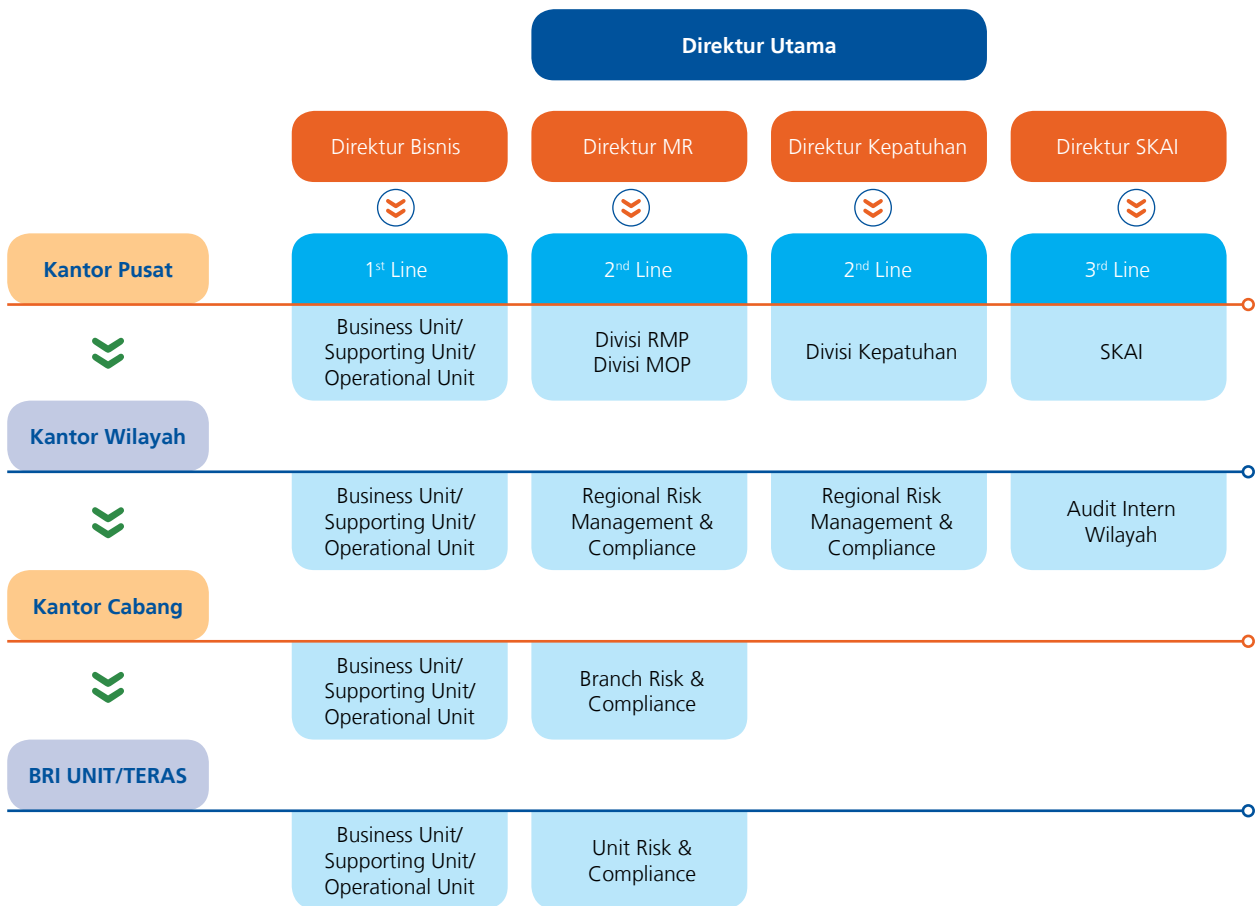 Direktur Utama
Direktur Bisnis
Direktur MR
Direktur Kepatuhan
Direktur SKAI
Kantor Pusat
1st Line
2nd Line
2nd Line
3rd Line
Business Unit/
Supporting Unit/
Operational Unit
Divisi RMP
Divisi MOP
Divisi Kepatuhan
SKAI
Kantor Wilayah
Business Unit/
Supporting Unit/
Operational Unit
Regional Risk
Management &
Compliance
Regional Risk
Management &
Compliance
Audit Intern
Wilayah
Kantor Cabang
Business Unit/
Supporting Unit/
Operational Unit
Branch Risk &
Compliance
BRI UNIT/TERAS
Business Unit/
Supporting Unit/
Operational Unit
Unit Risk &
Compliance